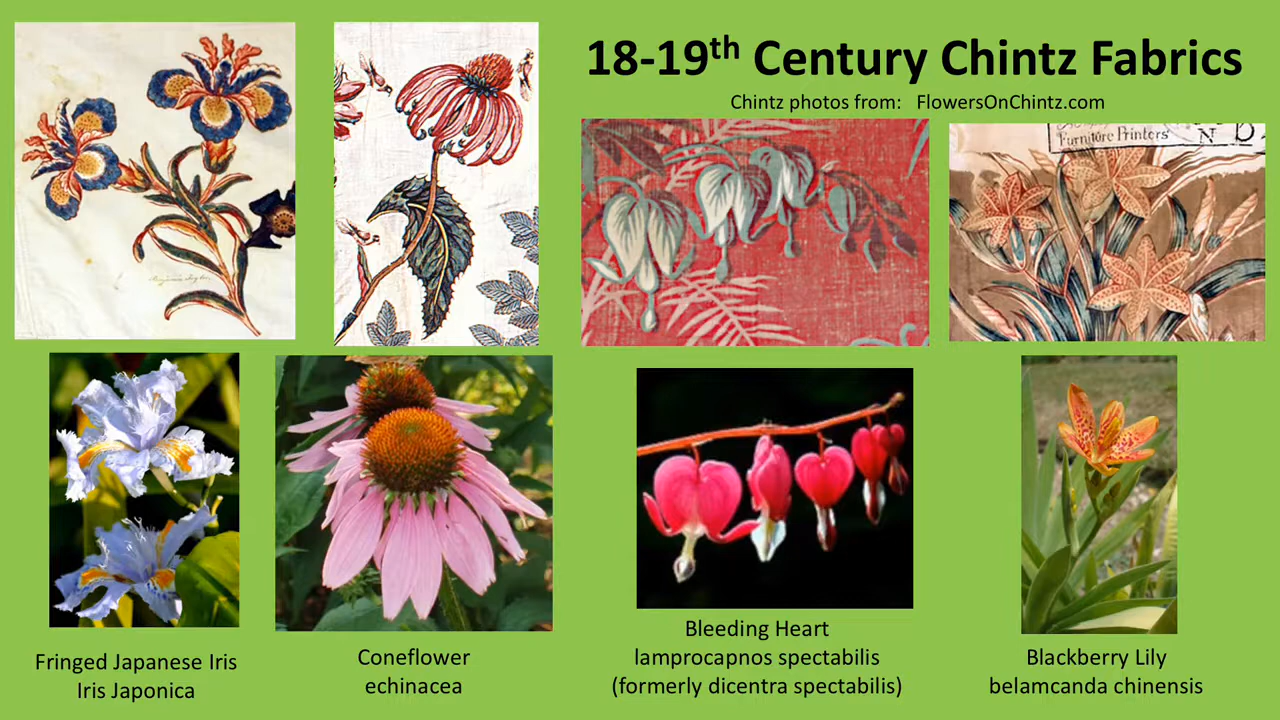 18-19th Century Chintz Fabrics
Chintz photos from: FlowersOnChintz.com
Furniture Printers
N D
Fringed Japanese Iris
Iris Japonica
Coneflower
echinacea
Bleeding Heart
lamprocapnos spectabilis
(formerly dicentra spectabilis)
Blackberry Lily
belamcanda chinensis